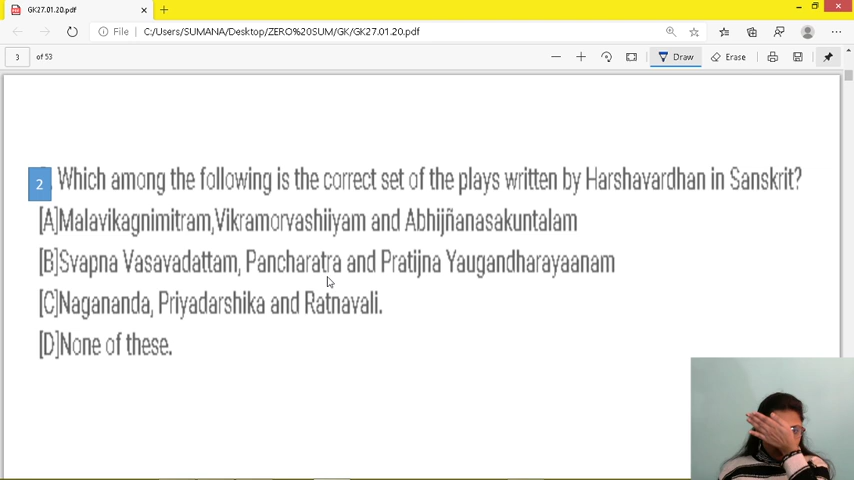 GK27.01.20.pdf
File C:/Users/SUMANA/Desktop/ZERO%20SUM/GK/GK27.01.20.pdf
3 of 53 Draw Erase
2 Which among the following is the correct set of the plays written by Harshavardhan in Sanskrit?
[A]Malavikagnimitram,Vikramorvashiiyam and Abhijñanasakuntalam
[B]Svapna Vasavadattam, Pancharatra and Pratijna Yaugandharayaanam
[C]Nagananda, Priyadarshika and Ratnavali.
[D]None of these.